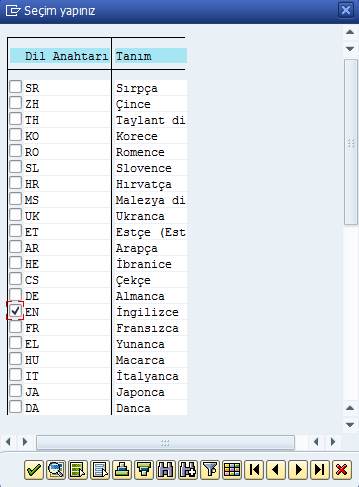 Seçim yapınız
Dil Anahtarı Tanım
SR Sırpça
ZH Çince
TH Taylant di
KO Korece
RO Romence
SL Slovence
HR Hırvatça
MS Malezya di
UK Ukranca
ET Estçe (Est
AR Arapça
HE İbranice
CS Çekçe
DE Almanca
EN İngilizce
FR Fransızca
EL Yunanca
HU Macarca
IT İtalyanca
JA Japonca
DA Danca